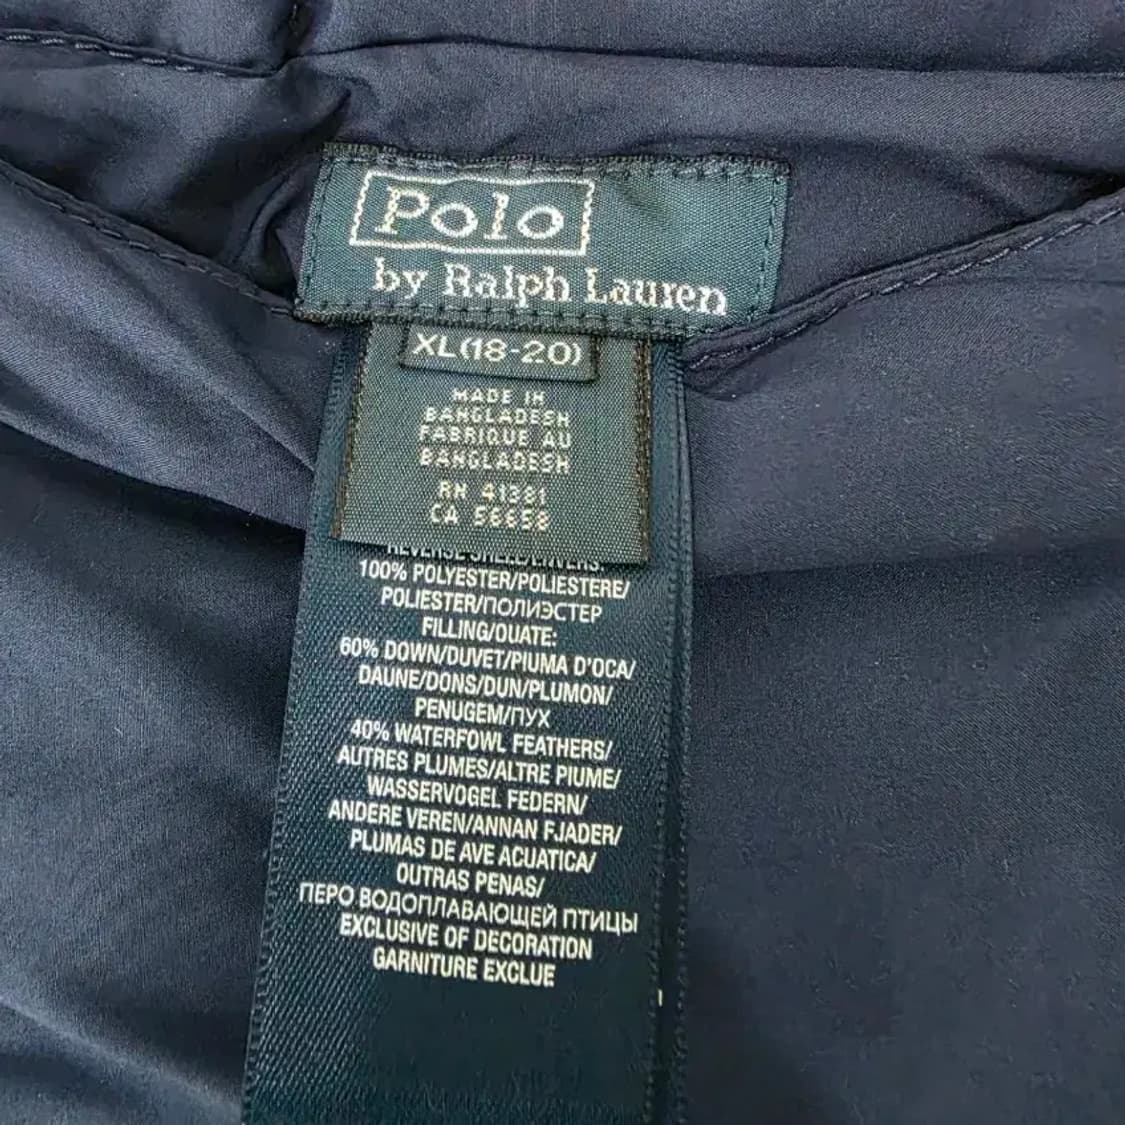 Polo
by Ralph Lauren
XL(18-20)
MADE IN
BANGLADESH
FABRIQUE AU
BANGLADESH
RN 41381
CA 56658
REVERSE SHELL/ENVERS:
100% POLYESTER/POLIESTERE/
POLIESTER/ПОЛИЭСТЕР
FILLING/OUATE:
60% DOWN/DUVET/PIUMA D'OCA/
DAUNE/DONS/DUN/PLUMON/
PENUGEM/ПУХ
40% WATERFOWL FEATHERS/
AUTRES PLUMES/ALTRE PIUME/
WASSERVOGEL FEDERN/
ANDERE VEREN/ANNAN FJADER/
PLUMAS DE AVE ACUATICA/
OUTRAS PENAS/
ПЕРО ВОДОПЛАВАЮЩЕЙ ПТИЦЫ
EXCLUSIVE OF DECORATION
GARNITURE EXCLUE